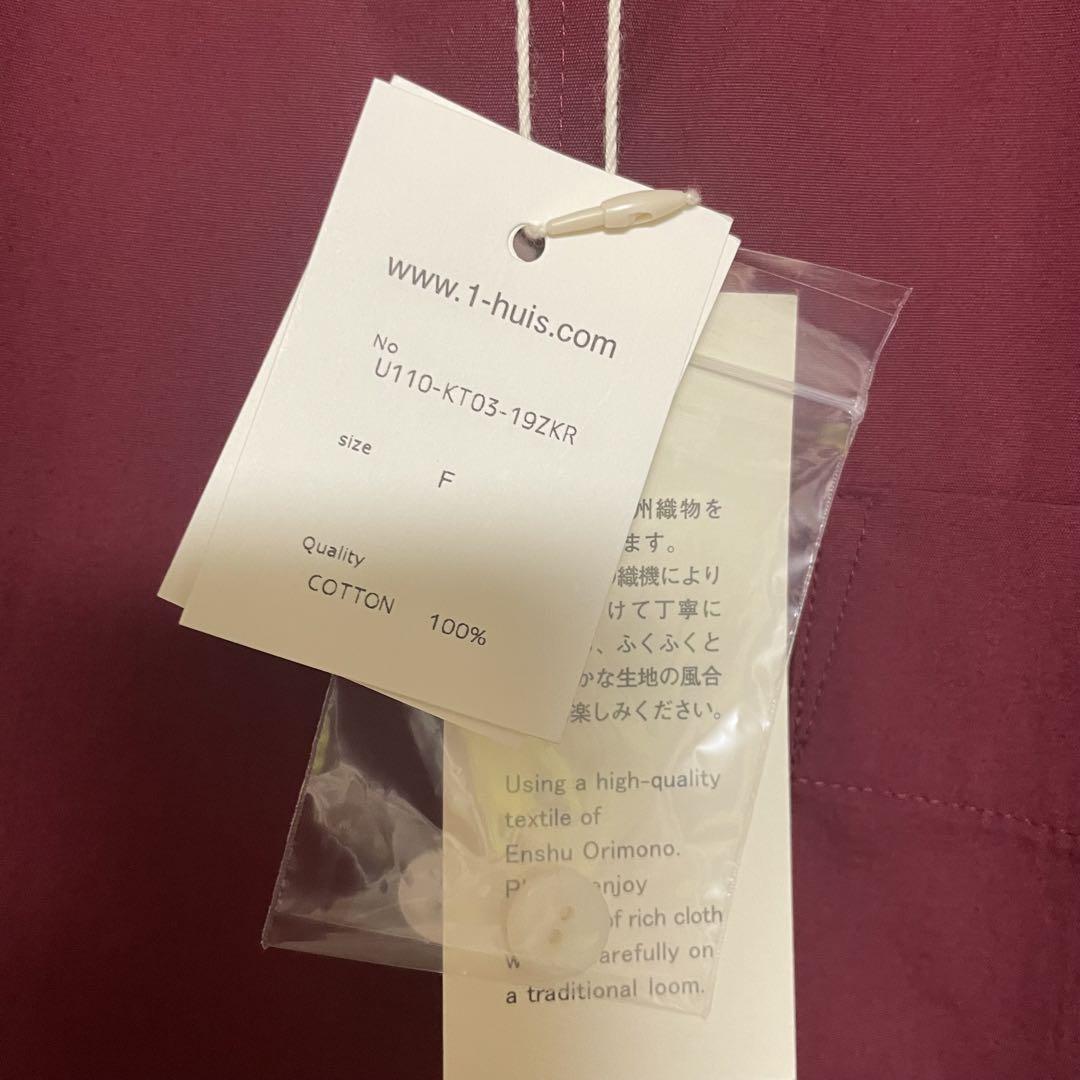 www.1-huis.com
No
U110-KT03-19ZKR
size
F
Quality
COTTON 100%
州織物を
ます。
織機により
けて丁寧に
、ふくふくと
かな生地の風合
楽しみください。
Using a high-quality
textile of
Enshu Orimono.
enjoy
of rich cloth
carefully on
a traditional loom.